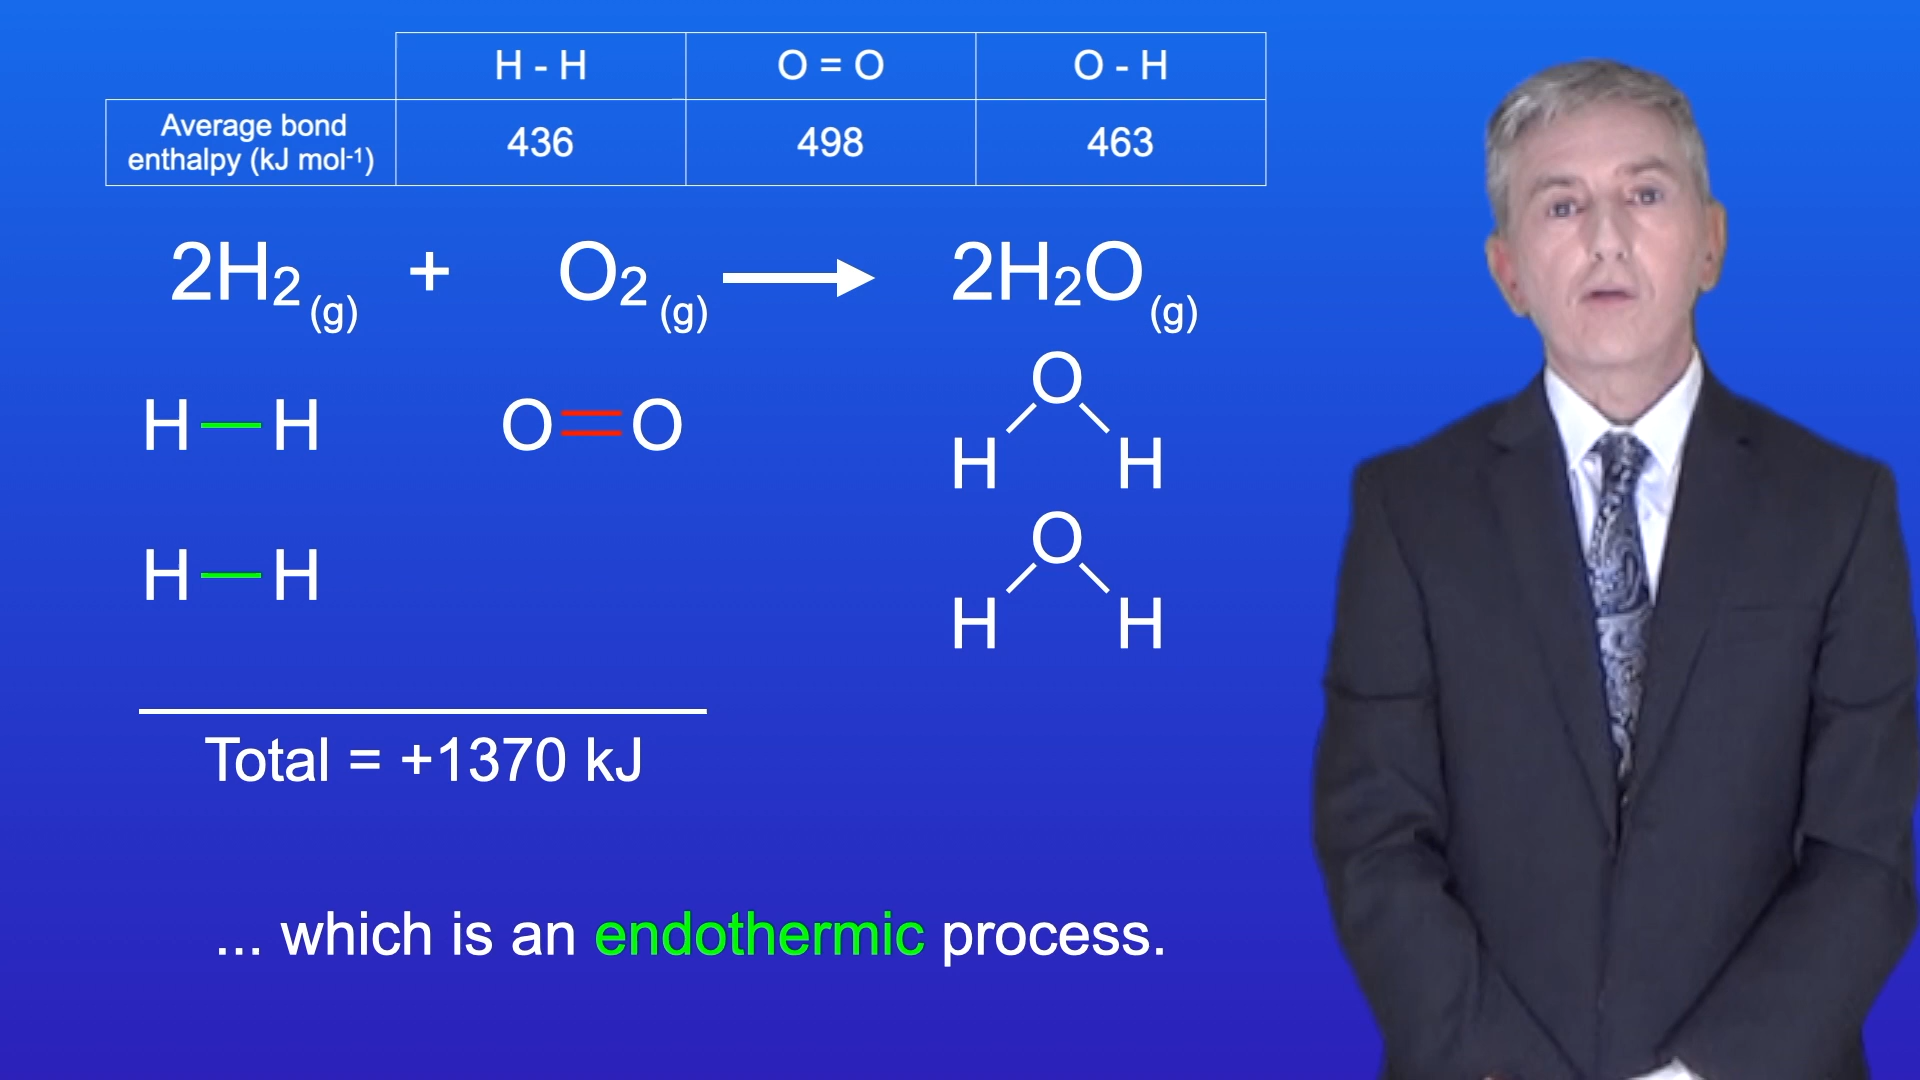 H - H O = O O - H
Average bond
enthalpy (kJ mol⁻¹) 436 498 463
2H₂(g) + O₂(g) → 2H₂O(g)
H—H O=O O
H H
O
H—H
H H
Total = +1370 kJ
... which is an endothermic process.